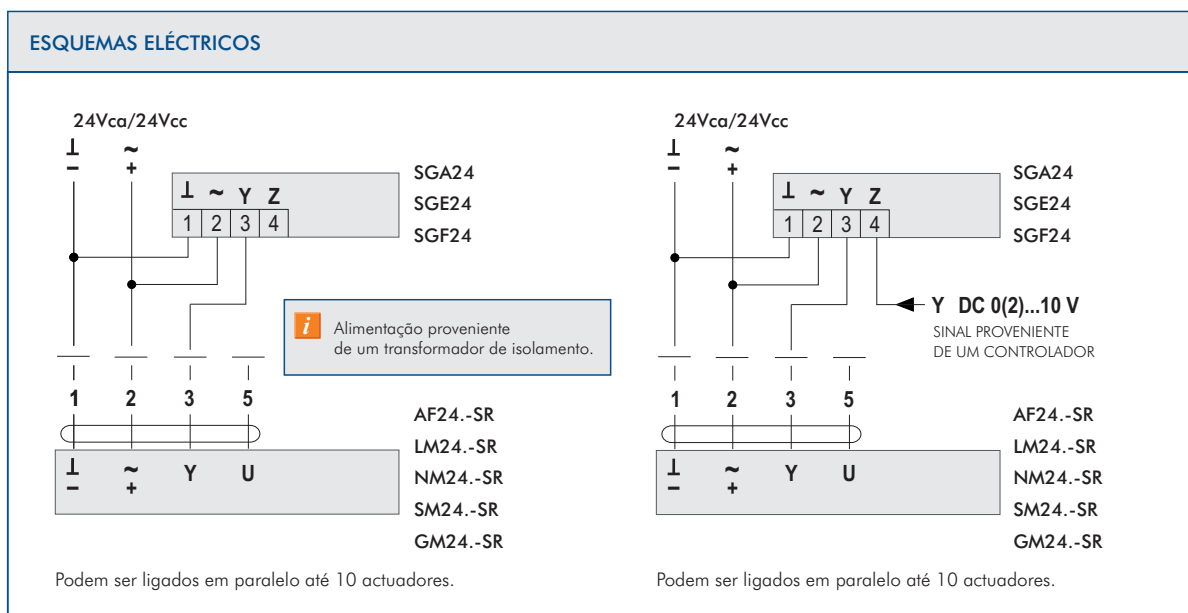 ESQUEMAS ELÉCTRICOS
24Vca/24Vcc
⊥ ~
− +
⊥ ~ Y Z
1 2 3 4
SGA24
SGE24
SGF24
i
Alimentação proveniente
de um transformador de isolamento.
1 2 3 5
⊥ ~ Y U
− +
AF24.-SR
LM24.-SR
NM24.-SR
SM24.-SR
GM24.-SR
Podem ser ligados em paralelo até 10 actuadores.
24Vca/24Vcc
⊥ ~
− +
⊥ ~ Y Z
1 2 3 4
SGA24
SGE24
SGF24
Y DC 0(2)...10 V
SINAL PROVENIENTE
DE UM CONTROLADOR
1 2 3 5
⊥ ~ Y U
− +
AF24.-SR
LM24.-SR
NM24.-SR
SM24.-SR
GM24.-SR
Podem ser ligados em paralelo até 10 actuadores.